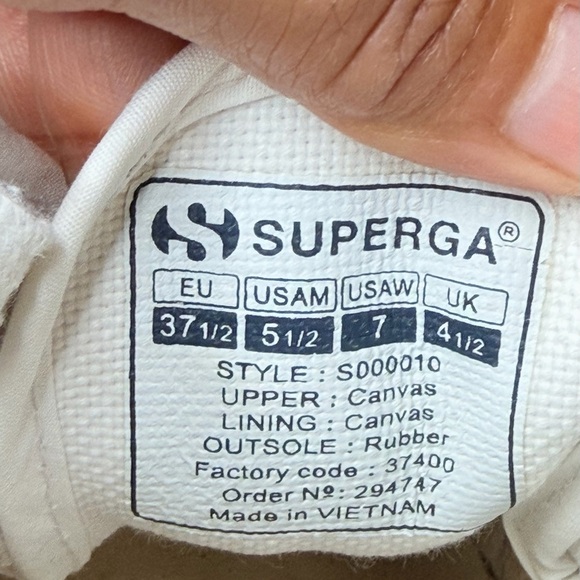 SUPERGA®
EU USAM USAW UK
37 1/2 5 1/2 7 4 1/2
STYLE : S000010
UPPER : Canvas
LINING : Canvas
OUTSOLE : Rubber
Factory code : 37400
Order Nº: 294747
Made in VIETNAM